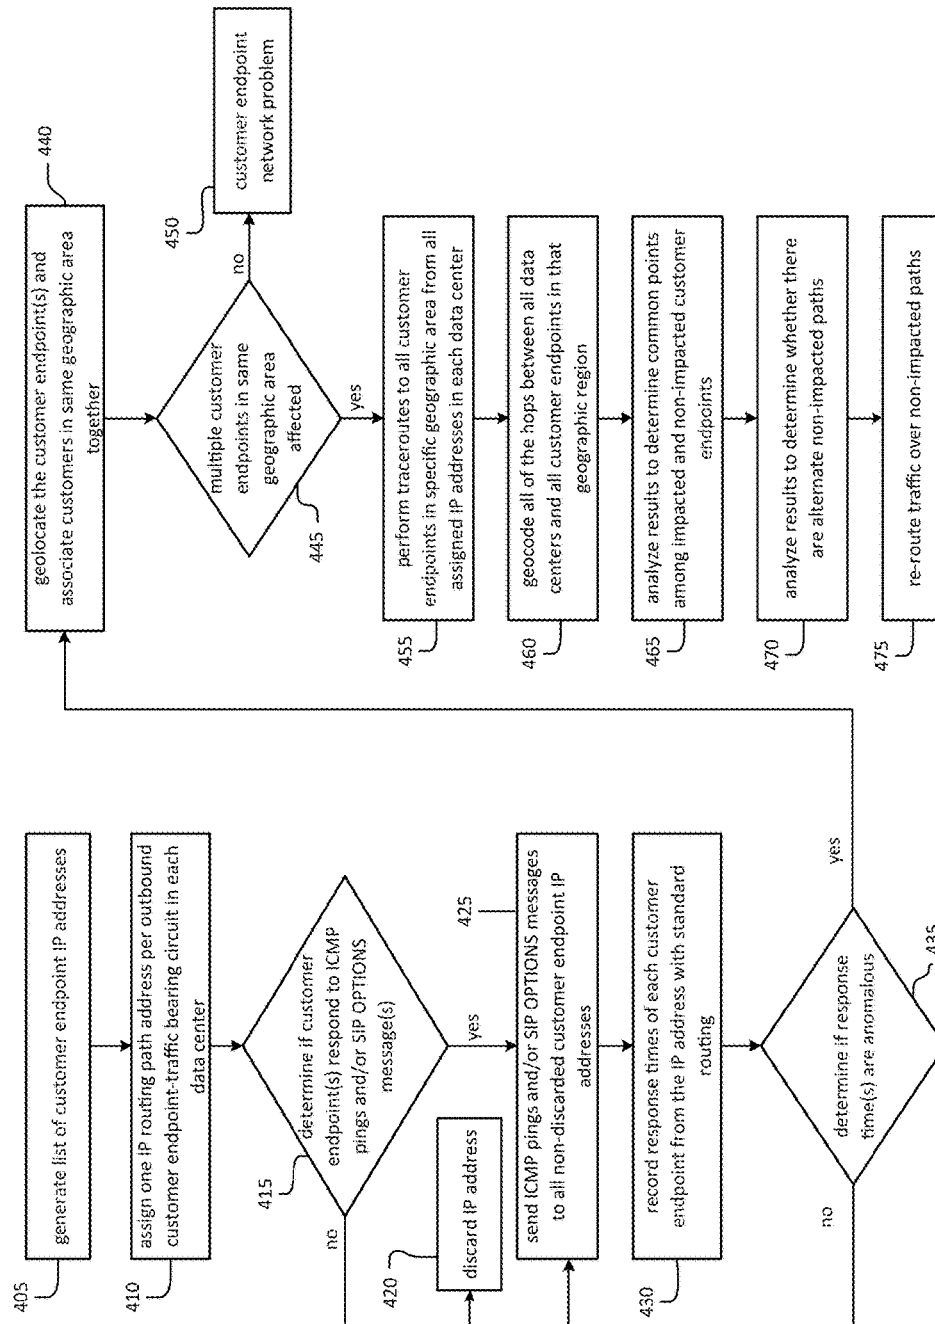 405
generate list of customer endpoint IP addresses
410
assign one IP routing path address per outbound
customer endpoint-traffic bearing circuit in each
data center
415
determine if customer
endpoint(s) respond to ICMP
pings and/or SIP OPTIONS
message(s)
no
yes
420
discard IP address
425
send ICMP pings and/or SIP OPTIONS messages
to all non-discarded customer endpoint IP
addresses
430
record response times of each customer
endpoint from the IP address with standard
routing
435
determine if response
time(s) are anomalous
no
yes
440
geolocate the customer endpoint(s) and
associate customers in same geographic area
together
445
multiple customer
endpoints in same
geographic area
affected
no
yes
450
customer endpoint
network problem
455
perform traceroutes to all customer
endpoints in specific geographic area from all
assigned IP addresses in each data center
460
geocode all of the hops between all data
centers and all customer endpoints in that
geographic region
465
analyze results to determine common points
among impacted and non-impacted customer
endpoints
470
analyze results to determine whether there
are alternate non-impacted paths
475
re-route traffic over non-impacted paths